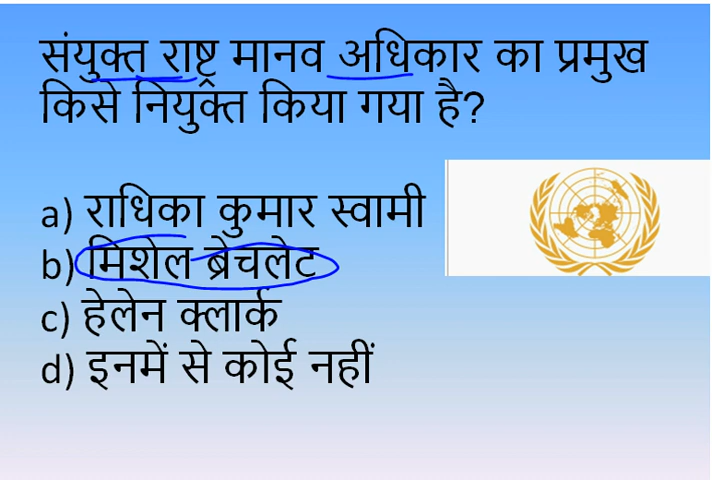 संयुक्त राष्ट्र मानव अधिकार का प्रमुख
किसे नियुक्त किया गया है?
a) राधिका कुमार स्वामी
b) मिशेल ब्रेचलेट
c) हेलेन क्लार्क
d) इनमें से कोई नहीं